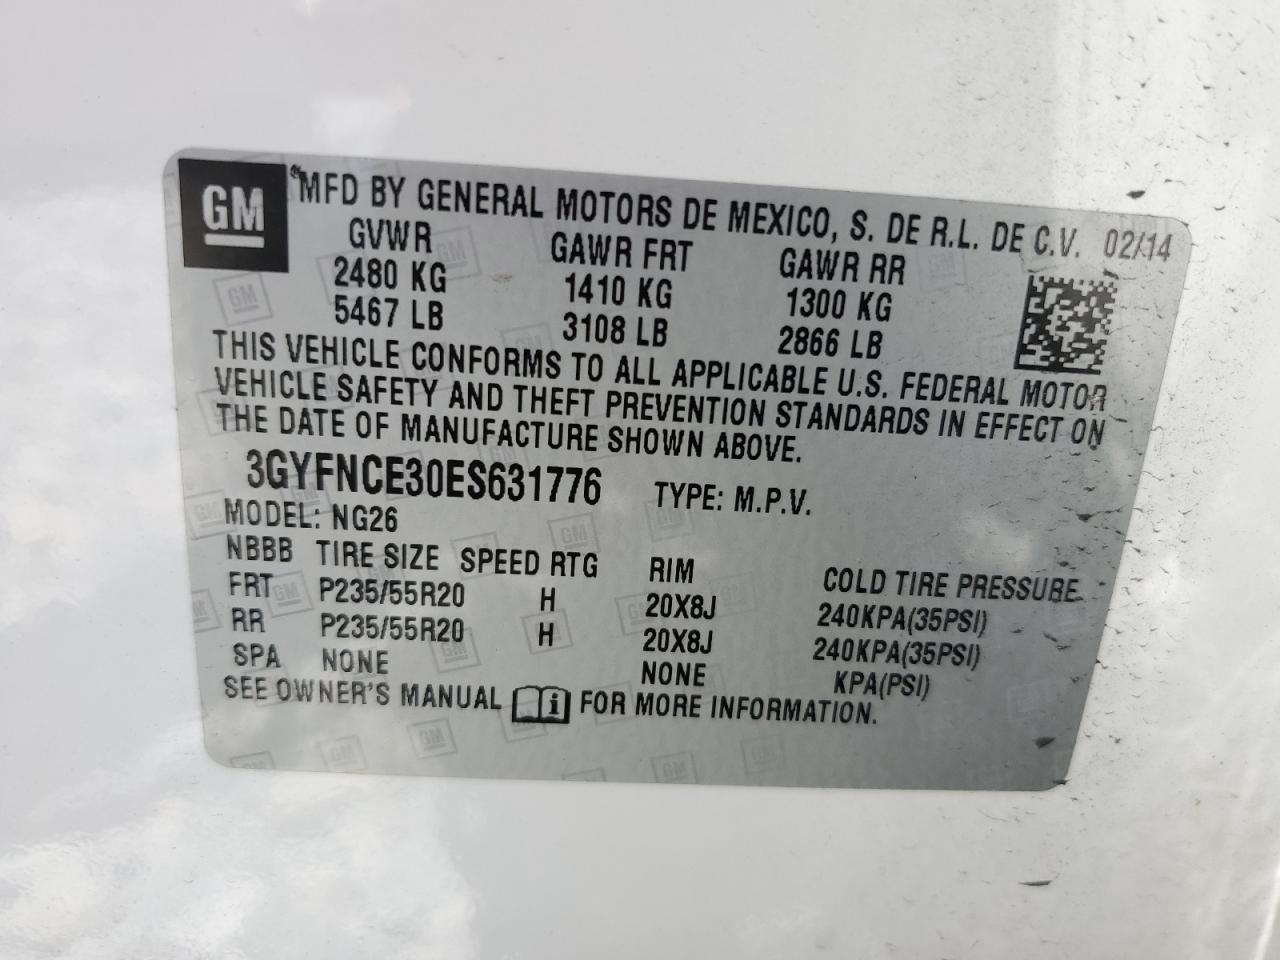 GM
MFD BY GENERAL MOTORS DE MEXICO, S. DE R.L. DE C.V. 02/14
GVWR GAWR FRT GAWR RR
2480 KG 1410 KG 1300 KG
5467 LB 3108 LB 2866 LB
THIS VEHICLE CONFORMS TO ALL APPLICABLE U.S. FEDERAL MOTOR
VEHICLE SAFETY AND THEFT PREVENTION STANDARDS IN EFFECT ON
THE DATE OF MANUFACTURE SHOWN ABOVE.
3GYFNCE30ES631776 TYPE: M.P.V.
MODEL: NG26
NBBB TIRE SIZE SPEED RTG RIM COLD TIRE PRESSURE
FRT P235/55R20 H 20X8J 240KPA(35PSI)
RR P235/55R20 H 20X8J 240KPA(35PSI)
SPA NONE NONE KPA(PSI)
SEE OWNER'S MANUAL i FOR MORE INFORMATION.